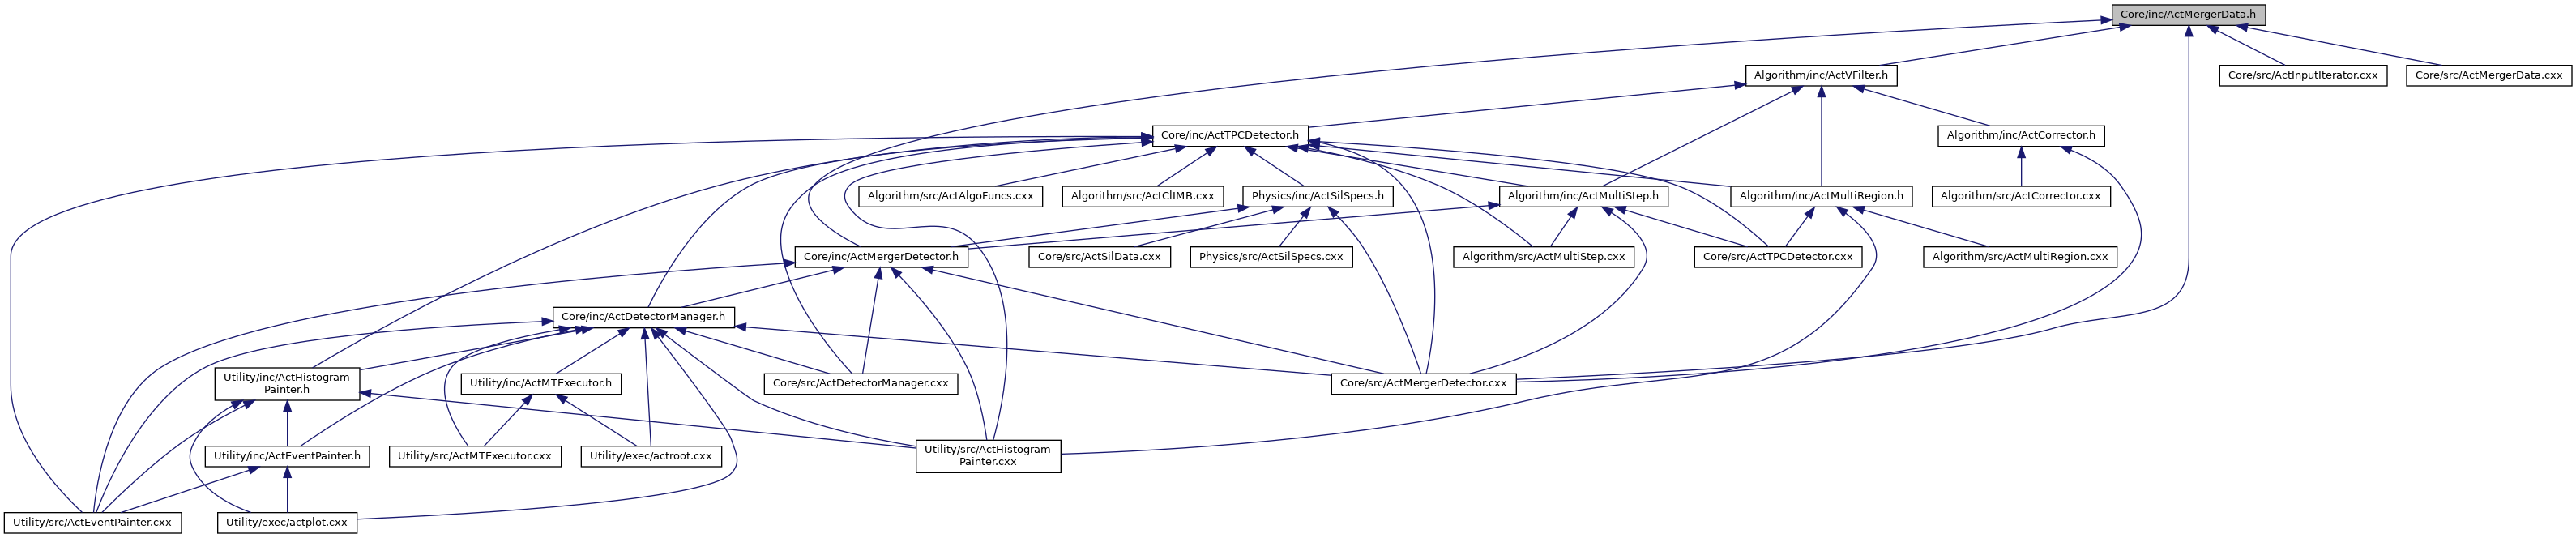 Core/inc/ActMergerData.h
Algorithm/inc/ActVFilter.h
Core/src/ActInputIterator.cxx
Core/src/ActMergerData.cxx
Core/inc/ActTPCDetector.h
Algorithm/inc/ActCorrector.h
Algorithm/src/ActAlgoFuncs.cxx
Algorithm/src/ActClIMB.cxx
Physics/inc/ActSilSpecs.h
Algorithm/inc/ActMultiStep.h
Algorithm/inc/ActMultiRegion.h
Algorithm/src/ActCorrector.cxx
Core/inc/ActMergerDetector.h
Core/src/ActSilData.cxx
Physics/src/ActSilSpecs.cxx
Algorithm/src/ActMultiStep.cxx
Core/src/ActTPCDetector.cxx
Algorithm/src/ActMultiRegion.cxx
Core/inc/ActDetectorManager.h
Utility/inc/ActHistogram
Painter.h
Utility/inc/ActMTExecutor.h
Core/src/ActDetectorManager.cxx
Core/src/ActMergerDetector.cxx
Utility/inc/ActEventPainter.h
Utility/src/ActMTExecutor.cxx
Utility/exec/actroot.cxx
Utility/src/ActHistogram
Painter.cxx
Utility/src/ActEventPainter.cxx
Utility/exec/actplot.cxx